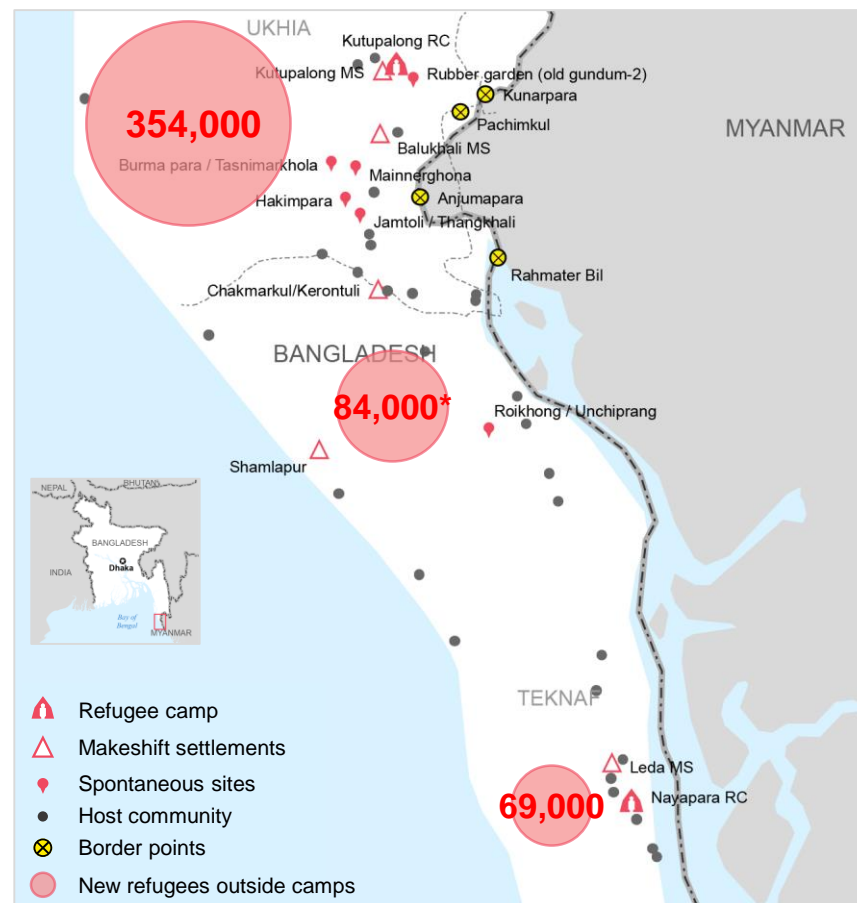 UKHIA
Kutupalong RC
Kutupalong MS
Rubber garden (old gundum-2)
Kunarpara
354,000
Pachimkul
MYANMAR
Balukhali MS
Burma para / Tasnimarkhola
Mainnerghona
Hakimpara
Anjumapara
Jamtoli / Thangkhali
Rahmater Bil
Chakmarkul/Kerontuli
BANGLADESH
84,000*
Roikhong / Unchiprang
Shamlapur
NEPAL
BHUTAN
BANGLADESH
INDIA
Dhaka
Bay of
Bengal
MYANMAR
TEKNAF
Leda MS
69,000
Nayapara RC
Refugee camp
Makeshift settlements
Spontaneous sites
Host community
Border points
New refugees outside camps